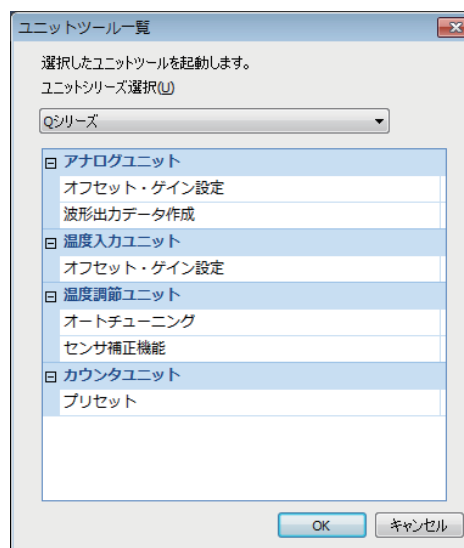 ユニットツール一覧
選択したユニットツールを起動します。
ユニットシリーズ選択(U)
Qシリーズ
アナログユニット
オフセット・ゲイン設定
波形出力データ作成
温度入力ユニット
オフセット・ゲイン設定
温度調節ユニット
オートチューニング
センサ補正機能
カウンタユニット
プリセット
OK キャンセル